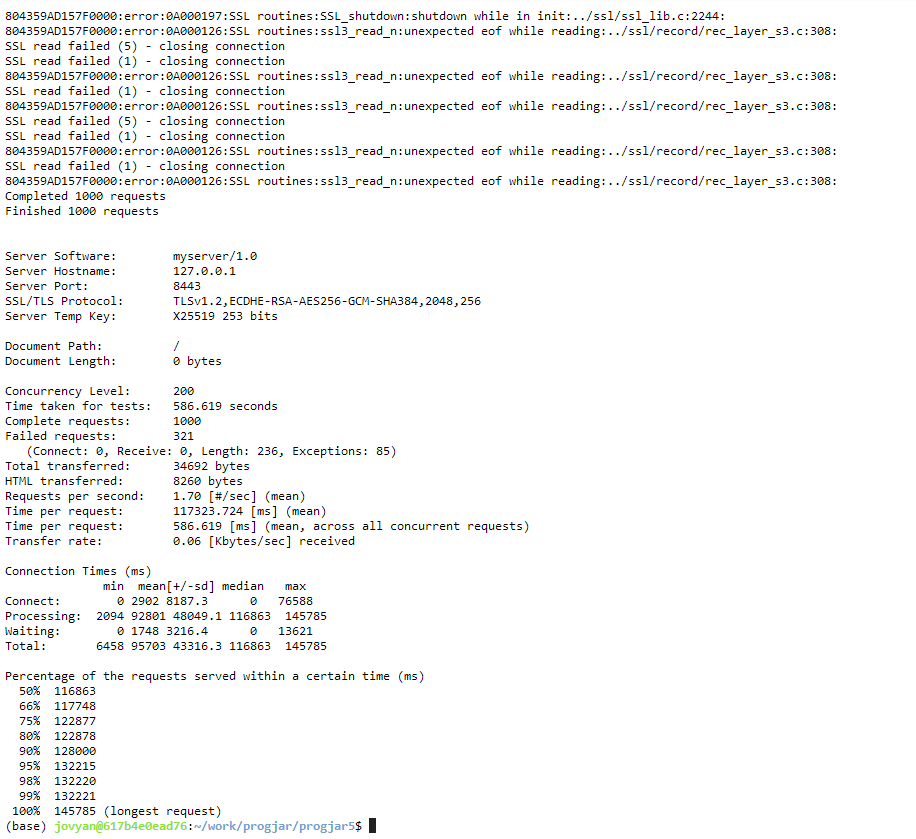 804359AD157F0000:error:0A000197:SSL routines:SSL_shutdown:shutdown while in init:../ssl/ssl_lib.c:2244:
804359AD157F0000:error:0A000126:SSL routines:ssl3_read_n:unexpected eof while reading:../ssl/record/rec_layer_s3.c:308:
SSL read failed (5) - closing connection
SSL read failed (1) - closing connection
804359AD157F0000:error:0A000126:SSL routines:ssl3_read_n:unexpected eof while reading:../ssl/record/rec_layer_s3.c:308:
SSL read failed (1) - closing connection
804359AD157F0000:error:0A000126:SSL routines:ssl3_read_n:unexpected eof while reading:../ssl/record/rec_layer_s3.c:308:
SSL read failed (5) - closing connection
SSL read failed (1) - closing connection
804359AD157F0000:error:0A000126:SSL routines:ssl3_read_n:unexpected eof while reading:../ssl/record/rec_layer_s3.c:308:
SSL read failed (1) - closing connection
804359AD157F0000:error:0A000126:SSL routines:ssl3_read_n:unexpected eof while reading:../ssl/record/rec_layer_s3.c:308:
Completed 1000 requests
Finished 1000 requests

Server Software:        myserver/1.0
Server Hostname:        127.0.0.1
Server Port:            8443
SSL/TLS Protocol:       TLSv1.2,ECDHE-RSA-AES256-GCM-SHA384,2048,256
Server Temp Key:        X25519 253 bits

Document Path:          /
Document Length:        0 bytes

Concurrency Level:      200
Time taken for tests:   586.619 seconds
Complete requests:      1000
Failed requests:        321
   (Connect: 0, Receive: 0, Length: 236, Exceptions: 85)
Total transferred:      34692 bytes
HTML transferred:       8260 bytes
Requests per second:    1.70 [#/sec] (mean)
Time per request:       117323.724 [ms] (mean)
Time per request:       586.619 [ms] (mean, across all concurrent requests)
Transfer rate:          0.06 [Kbytes/sec] received

Connection Times (ms)
              min  mean[+/-sd] median   max
Connect:        0 2902 8187.3      0   76588
Processing:  2094 92801 48049.1 116863  145785
Waiting:        0 1748 3216.4      0   13621
Total:       6458 95703 43316.3 116863  145785

Percentage of the requests served within a certain time (ms)
  50%  116863
  66%  117748
  75%  122877
  80%  122878
  90%  128000
  95%  132215
  98%  132220
  99%  132221
 100%  145785 (longest request)
(base) jovyan@617b4e0ead76:~/work/progjar/progjar5$